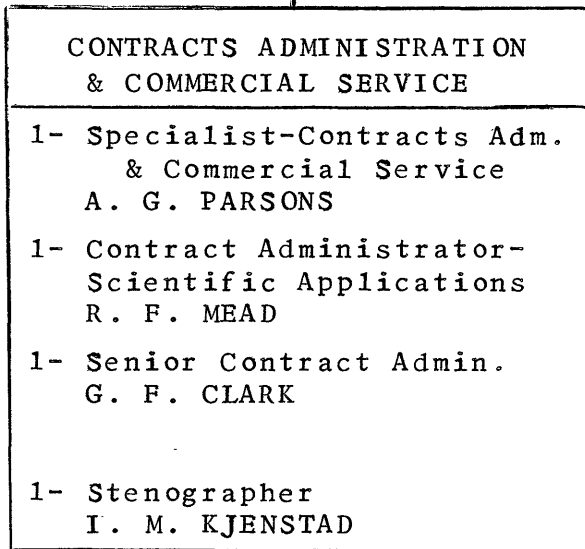 CONTRACTS ADMINISTRATION
& COMMERCIAL SERVICE
1- Specialist-Contracts Adm.
& Commercial Service
A. G. PARSONS
1- Contract Administrator-
Scientific Applications
R. F. MEAD
1- Senior Contract Admin.
G. F. CLARK
1- Stenographer
I. M. KJENSTAD